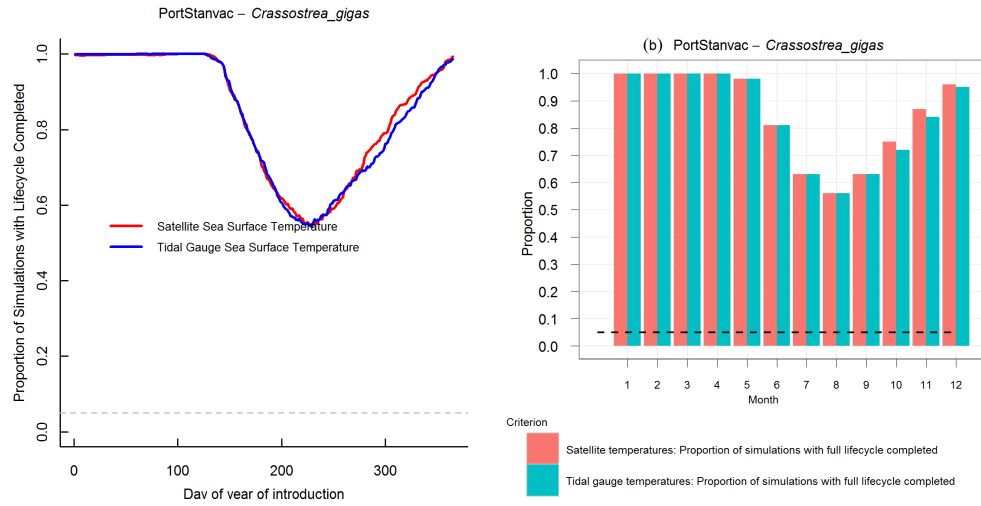 PortStanvac – Crassostrea_gigas
Proportion of Simulations with Lifecycle Completed
1.0
0.8
0.6
0.4
0.2
0.0
Satellite Sea Surface Temperature
Tidal Gauge Sea Surface Temperature
0
100
200
300
Day of year of introduction
(b) PortStanvac – Crassostrea_gigas
Proportion
1.0
0.9
0.8
0.7
0.6
0.5
0.4
0.3
0.2
0.1
0.0
1 2 3 4 5 6 7 8 9 10 11 12
Month
Criterion
Satellite temperatures: Proportion of simulations with full lifecycle completed
Tidal gauge temperatures: Proportion of simulations with full lifecycle completed